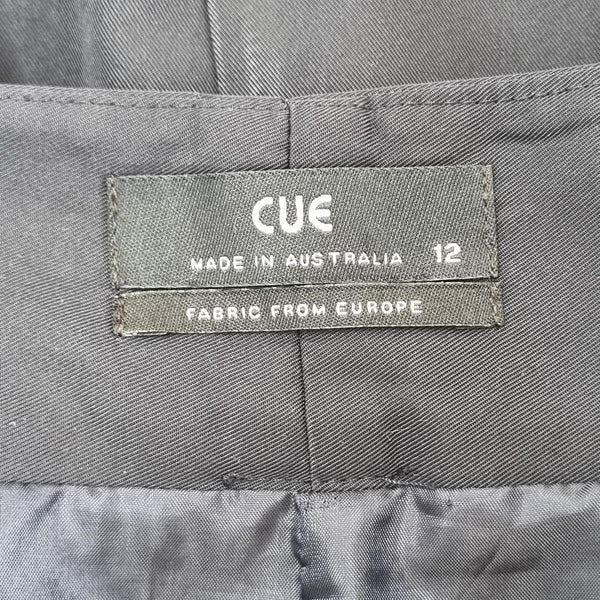 CUE
MADE IN AUSTRALIA 12
FABRIC FROM EUROPE